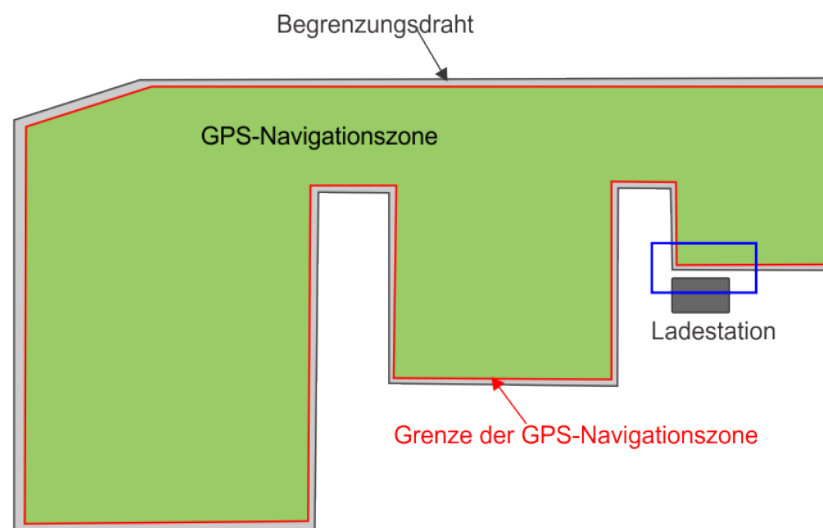 Begrenzungsdraht
GPS-Navigationszone
Ladestation
Grenze der GPS-Navigationszone